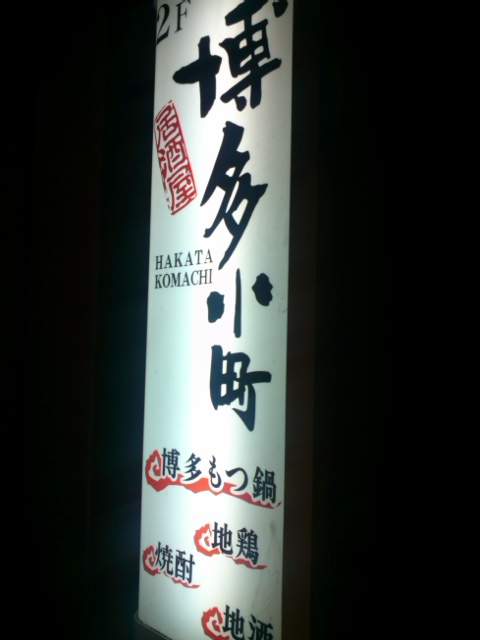 2F
博多小町
居酒屋
HAKATA
KOMACHI
博多もつ鍋
地鶏
焼酎
地酒